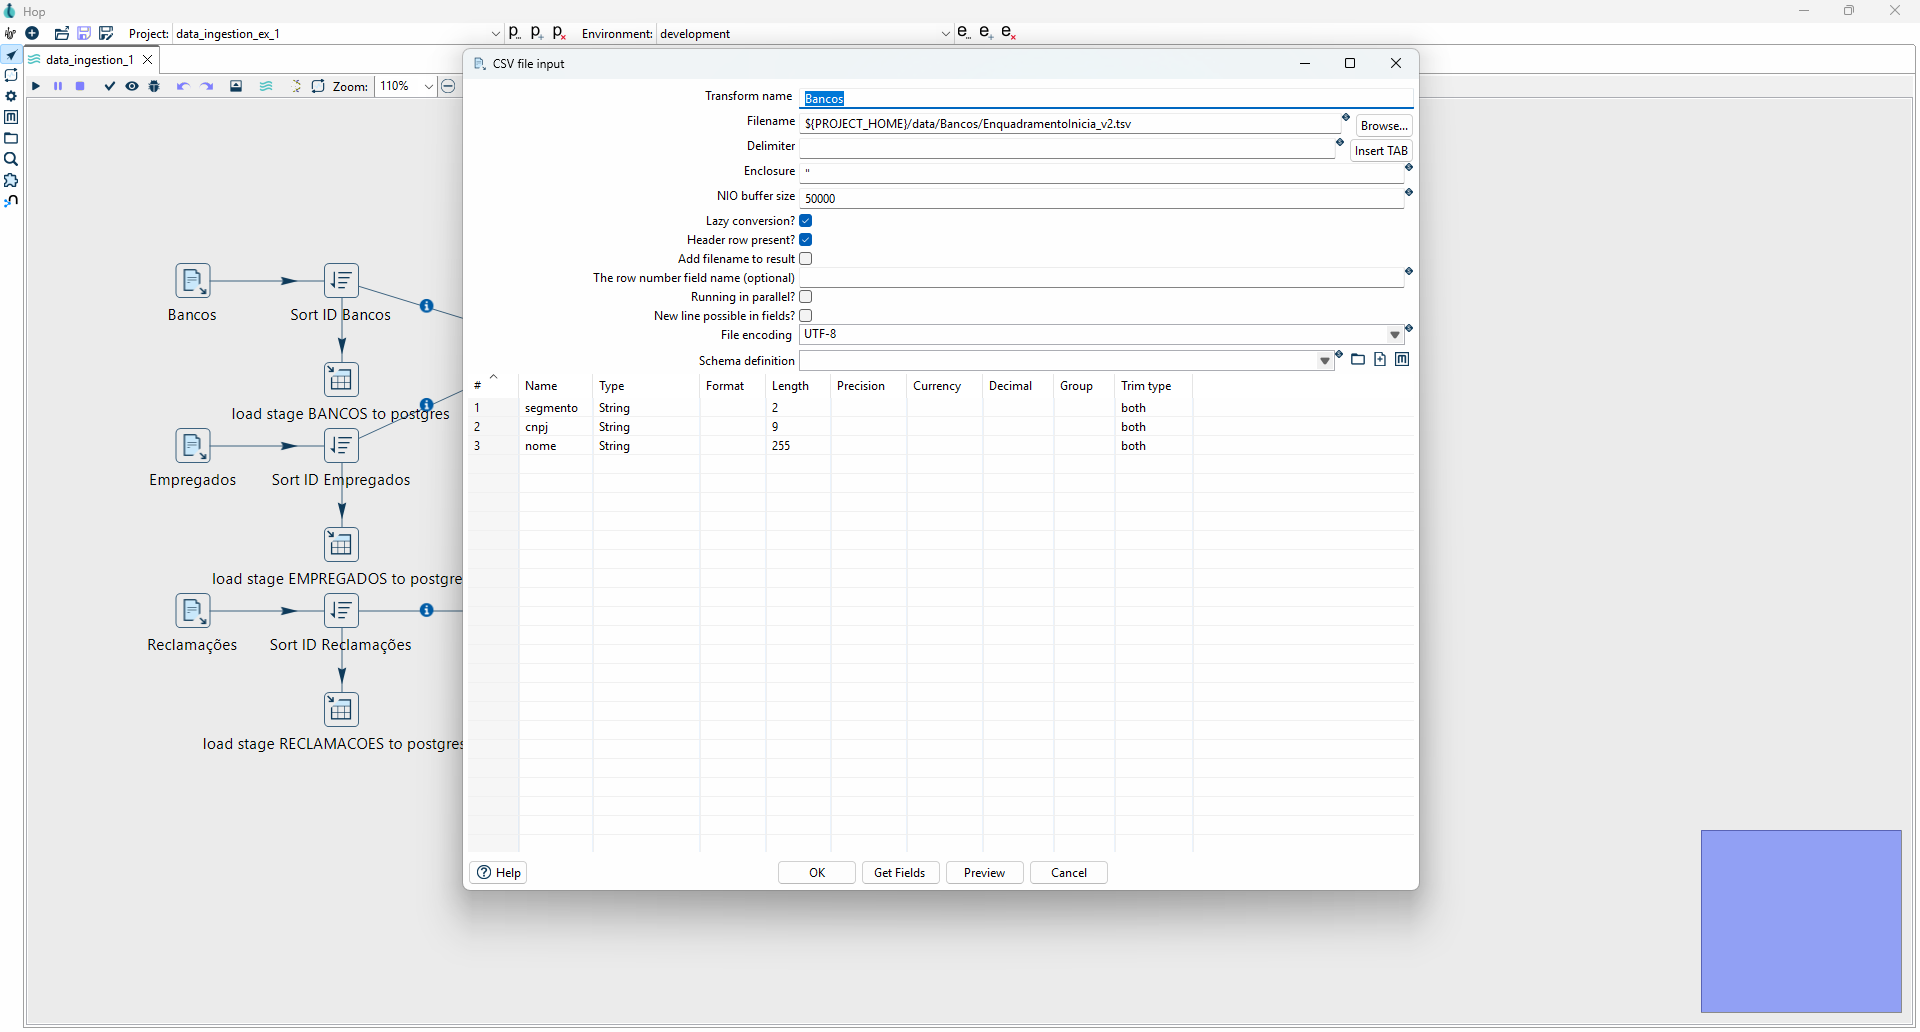 Hop
Project: data_ingestion_ex_1
Environment: development
data_ingestion_1
Zoom: 110%
Bancos
Sort ID Bancos
load stage BANCOS to postgres
Empregados
Sort ID Empregados
load stage EMPREGADOS to postgre
Reclamações
Sort ID Reclamações
load stage RECLAMACOES to postgres
CSV file input
Transform name Bancos
Filename ${PROJECT_HOME}/data/Bancos/EnquadramentoInicia_v2.tsv Browse...
Delimiter Insert TAB
Enclosure "
NIO buffer size 50000
Lazy conversion?
Header row present?
Add filename to result
The row number field name (optional)
Running in parallel?
New line possible in fields?
File encoding UTF-8
Schema definition
# Name Type Format Length Precision Currency Decimal Group Trim type
1 segmento String 2 both
2 cnpj String 9 both
3 nome String 255 both
Help OK Get Fields Preview Cancel